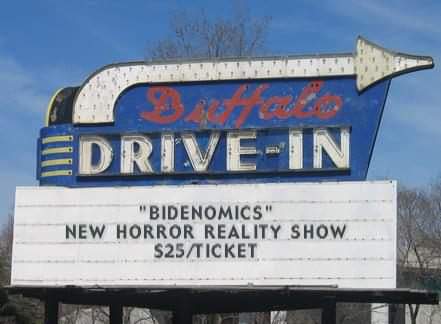 Buffalo
DRIVE-IN
"BIDENOMICS"
NEW HORROR REALITY SHOW
$25/TICKET